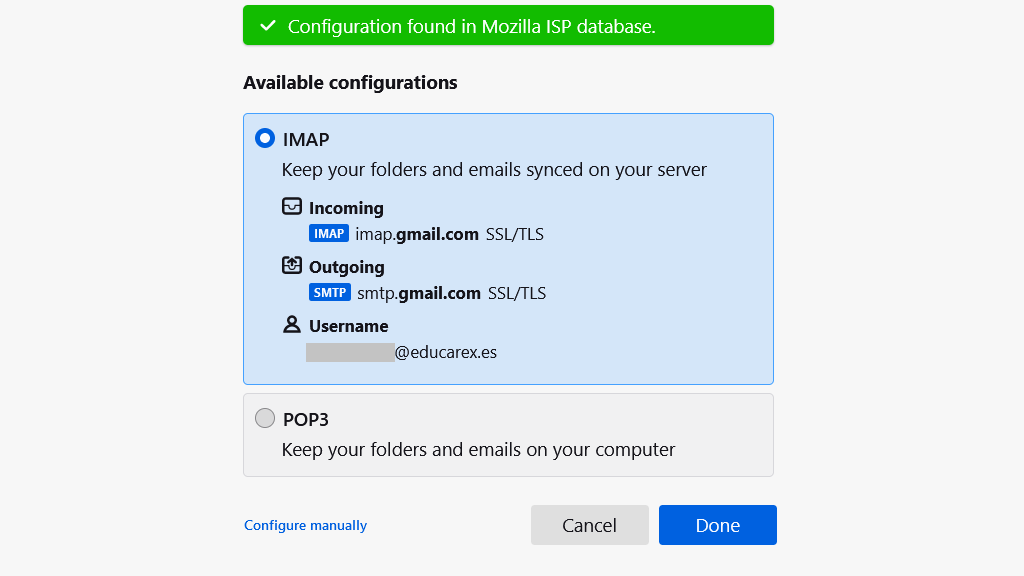 Configuration found in Mozilla ISP database.
Available configurations
IMAP
Keep your folders and emails synced on your server
Incoming
IMAP imap.gmail.com SSL/TLS
Outgoing
SMTP smtp.gmail.com SSL/TLS
Username
@educarex.es
POP3
Keep your folders and emails on your computer
Configure manually Cancel Done